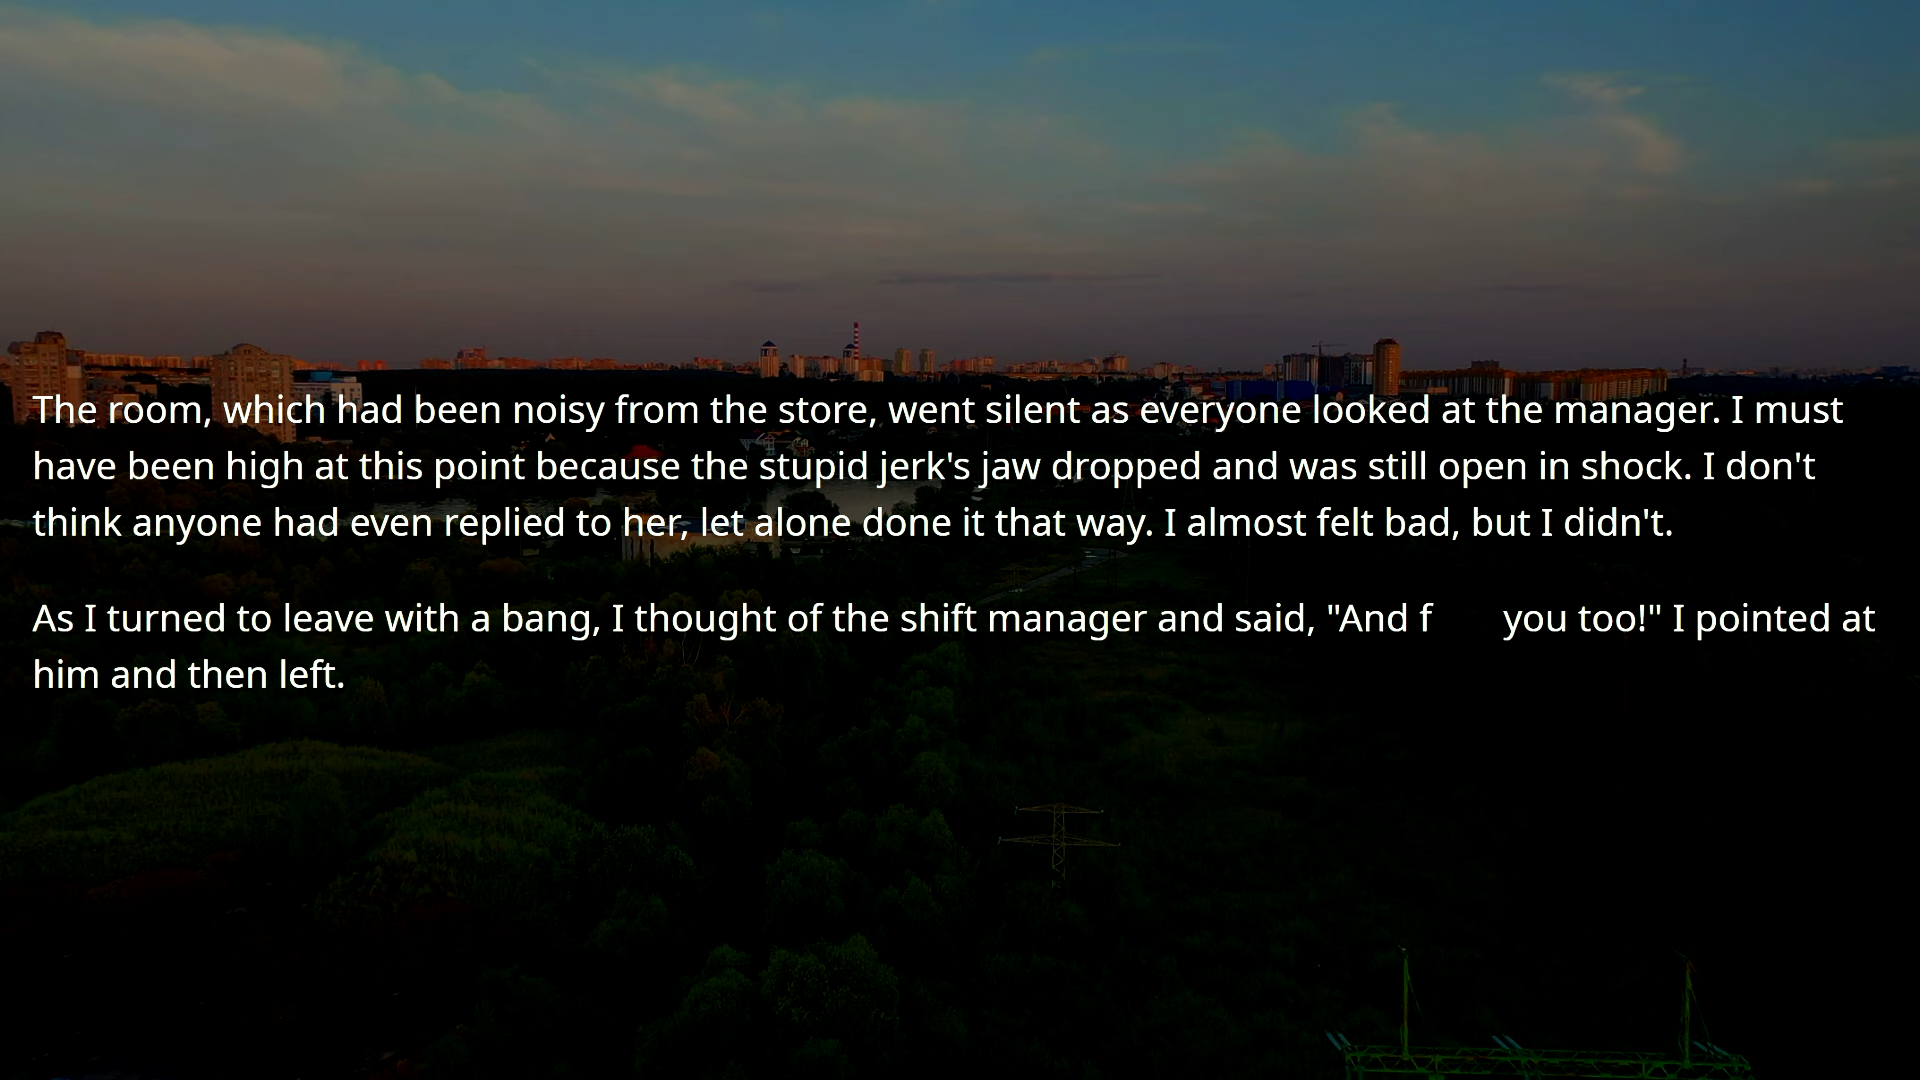 The room, which had been noisy from the store, went silent as everyone looked at the manager. I must
have been high at this point because the stupid jerk's jaw dropped and was still open in shock. I don't
think anyone had even replied to her, let alone done it that way. I almost felt bad, but I didn't.
As I turned to leave with a bang, I thought of the shift manager and said, "And f you too!" I pointed at
him and then left.